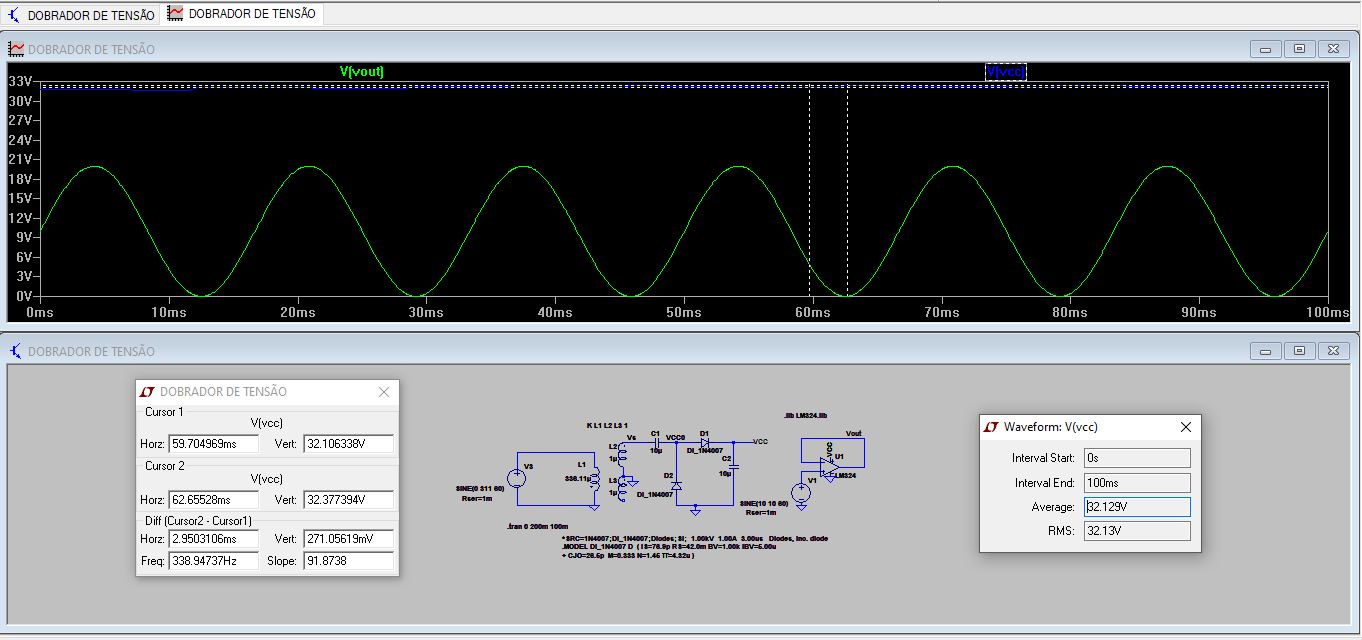 DOBRADOR DE TENSÃO
DOBRADOR DE TENSÃO
DOBRADOR DE TENSÃO
V(vout)
V(vcc)
33V
30V
27V
24V
21V
18V
15V
12V
9V
6V
3V
0V
0ms
10ms
20ms
30ms
40ms
50ms
60ms
70ms
80ms
90ms
100ms
DOBRADOR DE TENSÃO
DOBRADOR DE TENSÃO
Cursor 1
V(vcc)
Horz: 59.704969ms Vert: 32.106338V
Cursor 2
V(vcc)
Horz: 62.65528ms Vert: 32.377394V
Diff (Cursor2 - Cursor1)
Horz: 2.9503106ms Vert: 271.05619mV
Freq: 338.94737Hz Slope: 91.8738
.lib LM324.lib
K L1 L2 L3 1
V3
SINE(0 311 60)
Rser=1m
L1
336.11µ
L2
1µ
L3
1µ
Vs
C1
10µ
VCC0
D1
DI_1N4007
D2
DI_1N4007
C2
10µ
VCC
VCC
Vout
U1
LM324
V1
SINE(10 10 60)
Rser=1m
.tran 0 200m 100m
*SRC=1N4007;DI_1N4007;Diodes; Si; 1.00kV 1.00A 3.00us Diodes, Inc. diode
.MODEL DI_1N4007 D ( IS=76.9p RS=42.0m BV=1.00k IBV=5.00u
+ CJO=26.5p M=0.333 N=1.45 TT=4.32u )
Waveform: V(vcc)
Interval Start: 0s
Interval End: 100ms
Average: 32.129V
RMS: 32.13V